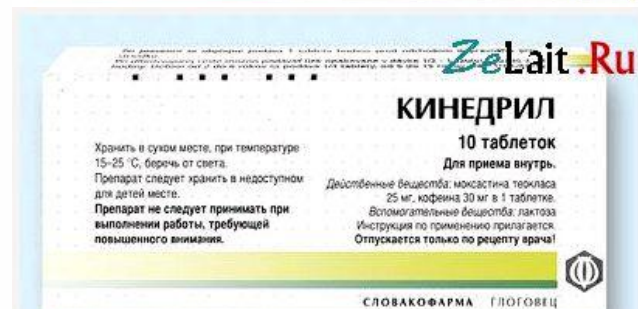 ZeLait.Ru
КИНЕДРИЛ
10 таблеток
Для приема внутрь.
Хранить в сухом месте, при температуре
15-25 °С, беречь от света.
Препарат следует хранить в недоступном
для детей месте.
Препарат не следует принимать при
выполнении работы, требующей
повышенного внимания.
Действенные вещества: моксастина теокласа
25 мг, кофеина 30 мг в 1 таблетке.
Вспомогательные вещества: лактоза
Инструкция по применению прилагается.
Отпускается только по рецепту врача!
СЛОВАКОФАРМА ГЛОГОВЕЦ